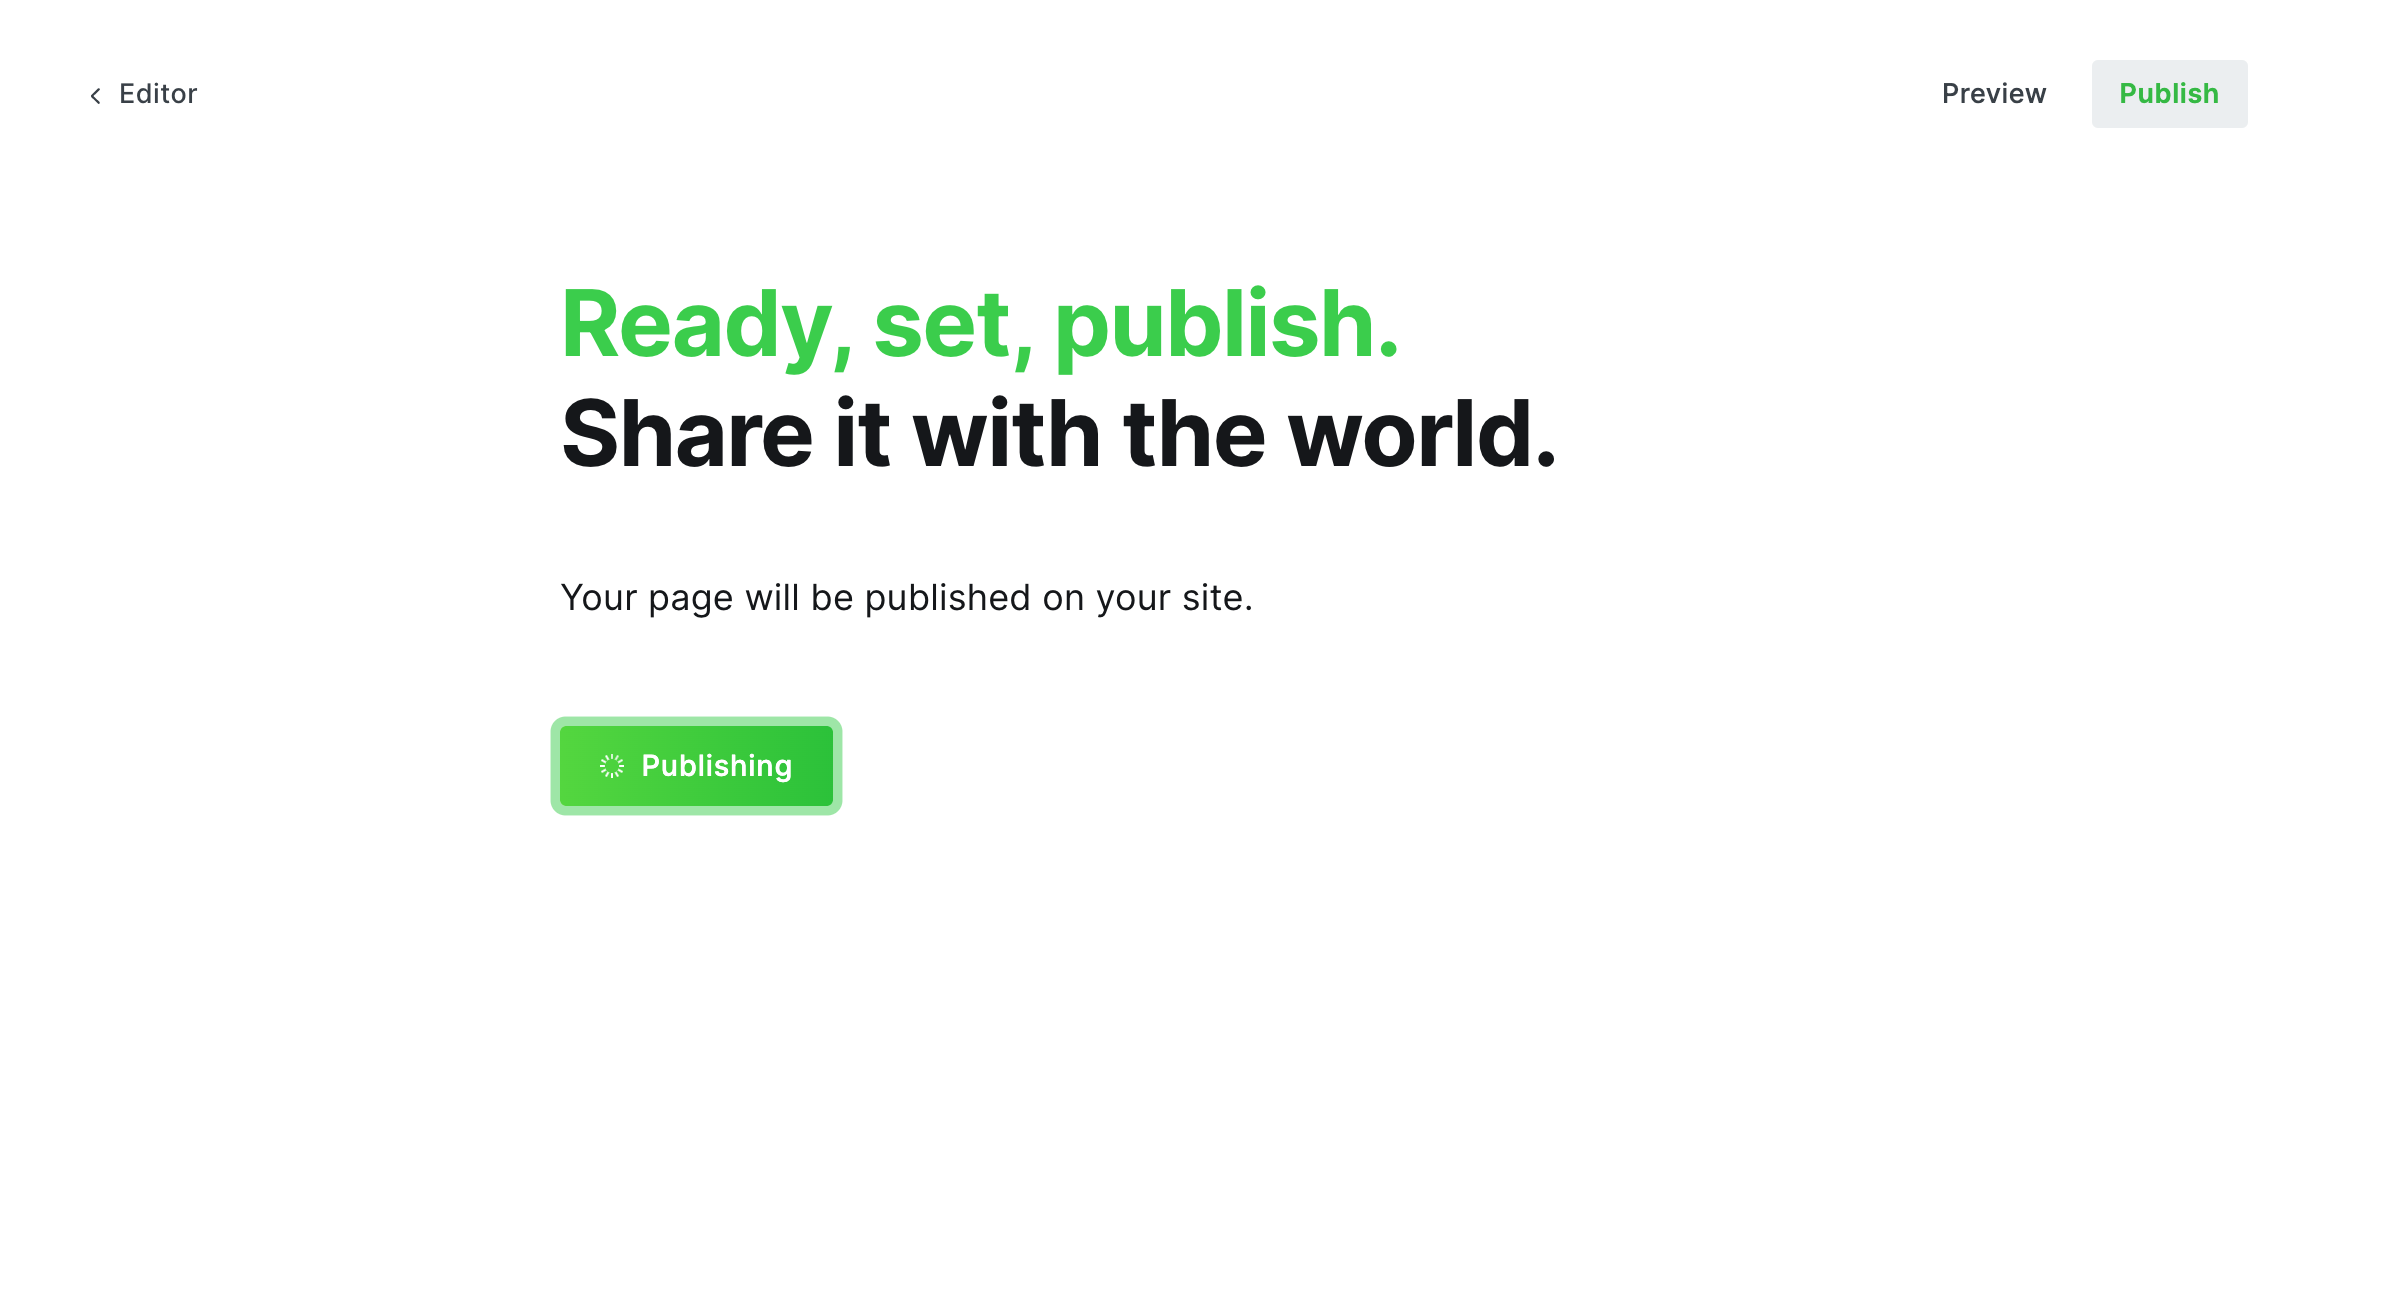 Editor
Preview
Publish
Ready, set, publish.
Share it with the world.
Your page will be published on your site.
Publishing